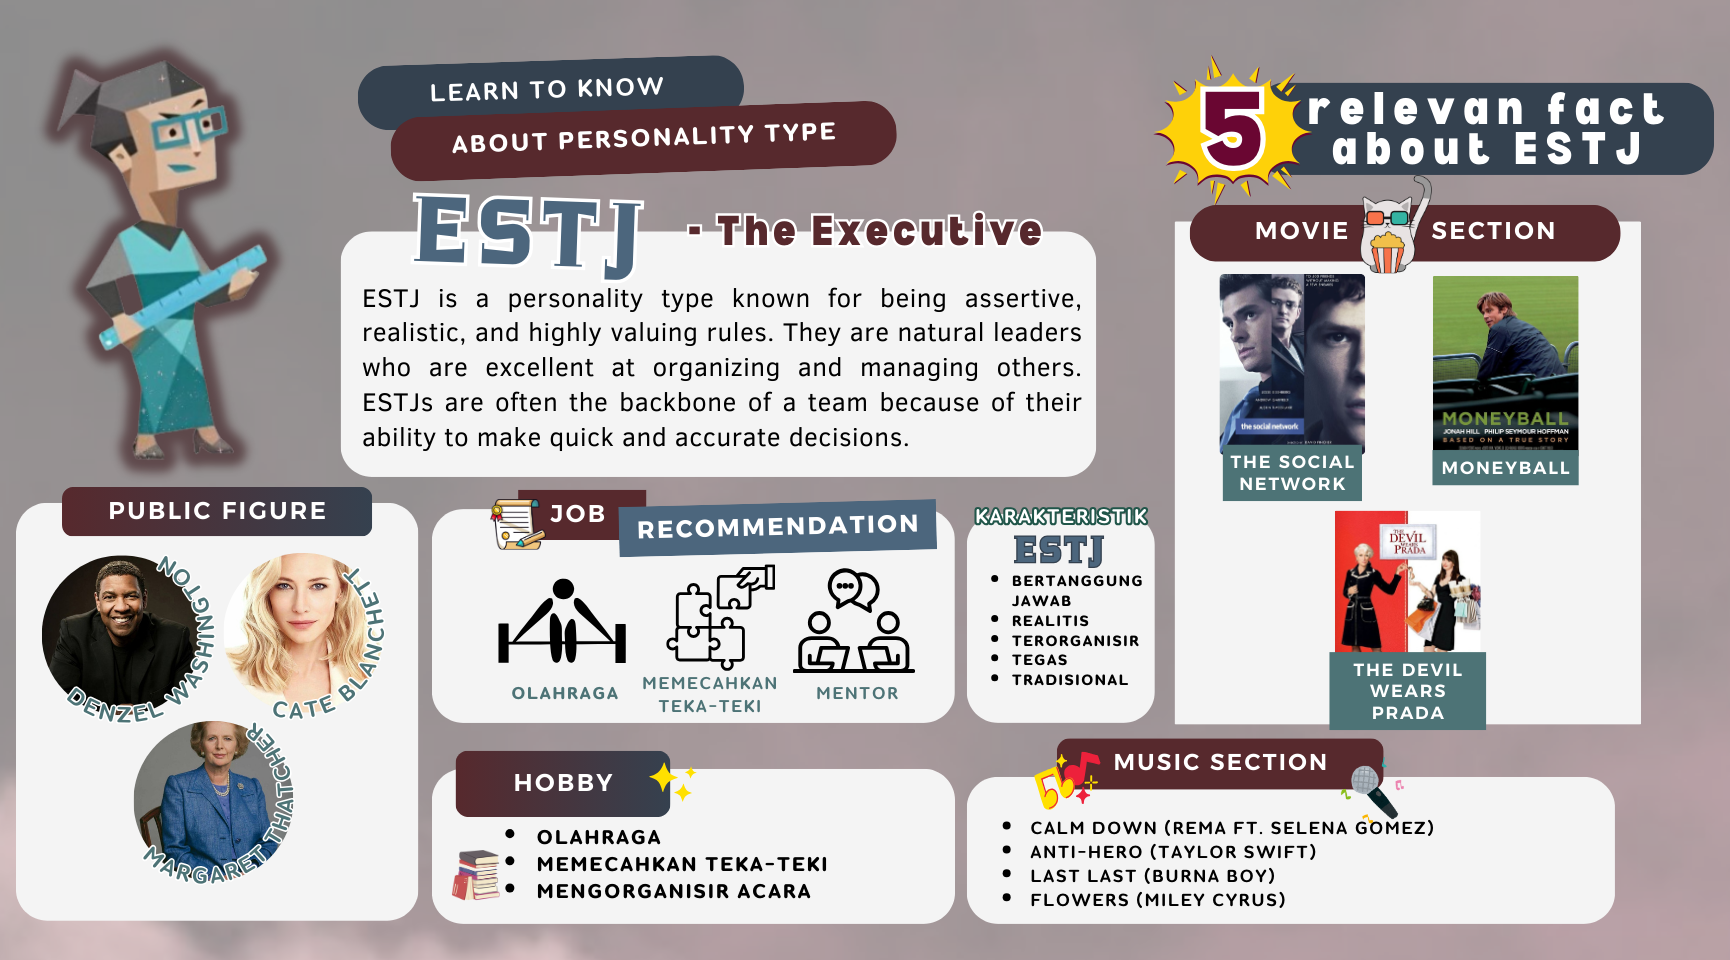 LEARN TO KNOW
ABOUT PERSONALITY TYPE
ESTJ - The Executive
ESTJ is a personality type known for being assertive,
realistic, and highly valuing rules. They are natural leaders
who are excellent at organizing and managing others.
ESTJs are often the backbone of a team because of their
ability to make quick and accurate decisions.
5 relevan fact
about ESTJ
MOVIE SECTION
the social network
THE SOCIAL
NETWORK
MONEYBALL
JONAH HILL PHILIP SEYMOUR HOFFMAN
BASED ON A TRUE STORY
MONEYBALL
THE
DEVIL
WEARS
PRADA
THE DEVIL
WEARS
PRADA
PUBLIC FIGURE
DENZEL WASHINGTON
CATE BLANCHETT
MARGARET THATCHER
JOB
RECOMMENDATION
OLAHRAGA
MEMECAHKAN
TEKA-TEKI
MENTOR
KARAKTERISTIK
ESTJ
• BERTANGGUNG
JAWAB
• REALITIS
• TERORGANISIR
• TEGAS
• TRADISIONAL
HOBBY
• OLAHRAGA
• MEMECAHKAN TEKA-TEKI
• MENGORGANISIR ACARA
MUSIC SECTION
• CALM DOWN (REMA FT. SELENA GOMEZ)
• ANTI-HERO (TAYLOR SWIFT)
• LAST LAST (BURNA BOY)
• FLOWERS (MILEY CYRUS)